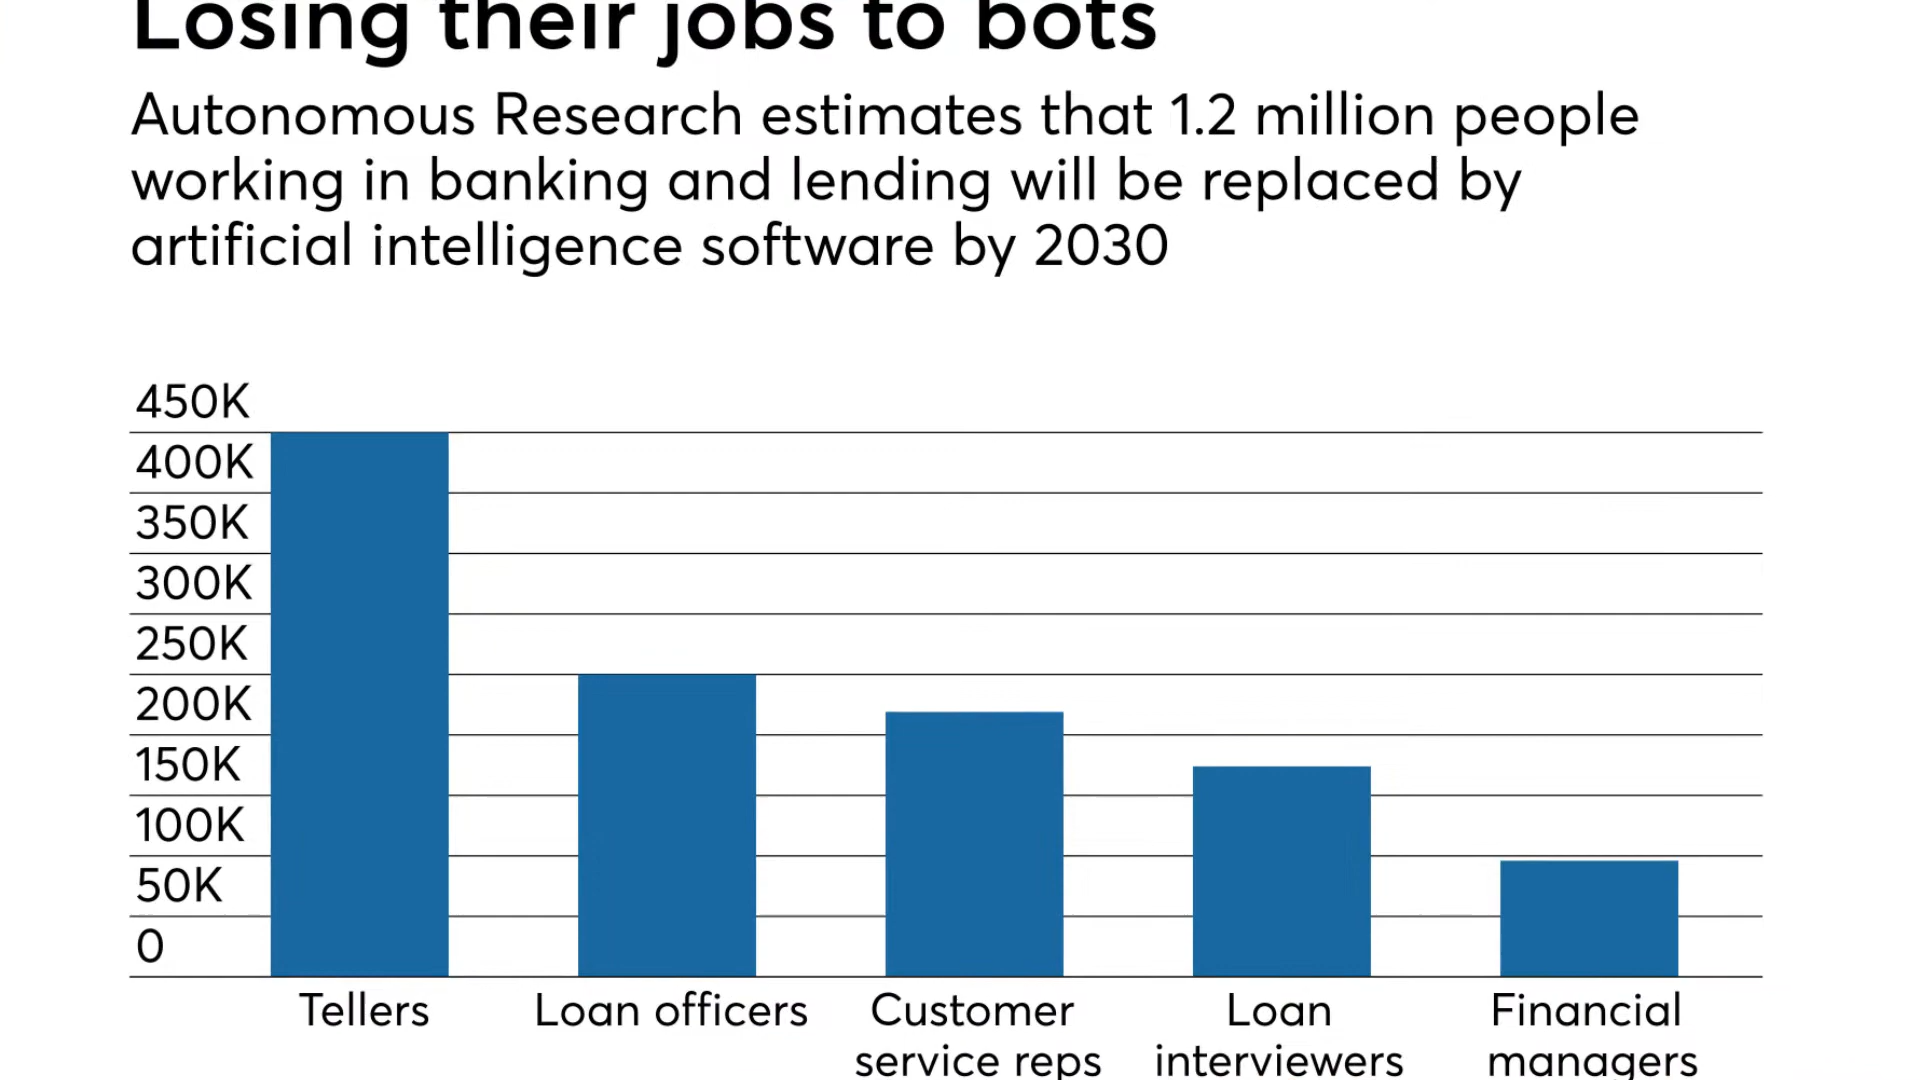 Losing their jobs to bots
Autonomous Research estimates that 1.2 million people
working in banking and lending will be replaced by
artificial intelligence software by 2030
450K
400K
350K
300K
250K
200K
150K
100K
50K
0
Tellers
Loan officers
Customer
service reps
Loan
interviewers
Financial
managers